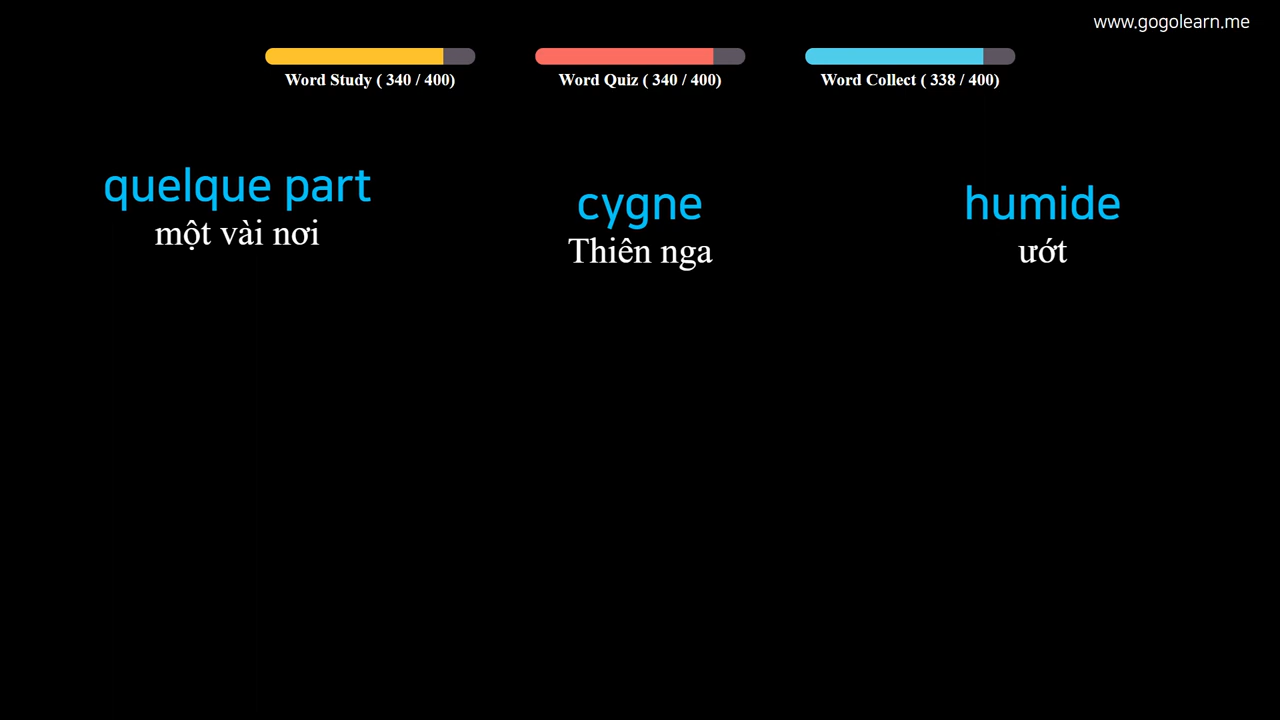 www.gogolearn.me
Word Study ( 340 / 400)
Word Quiz ( 340 / 400)
Word Collect ( 338 / 400)
quelque part
một vài nơi
cygne
Thiên nga
humide
ướt